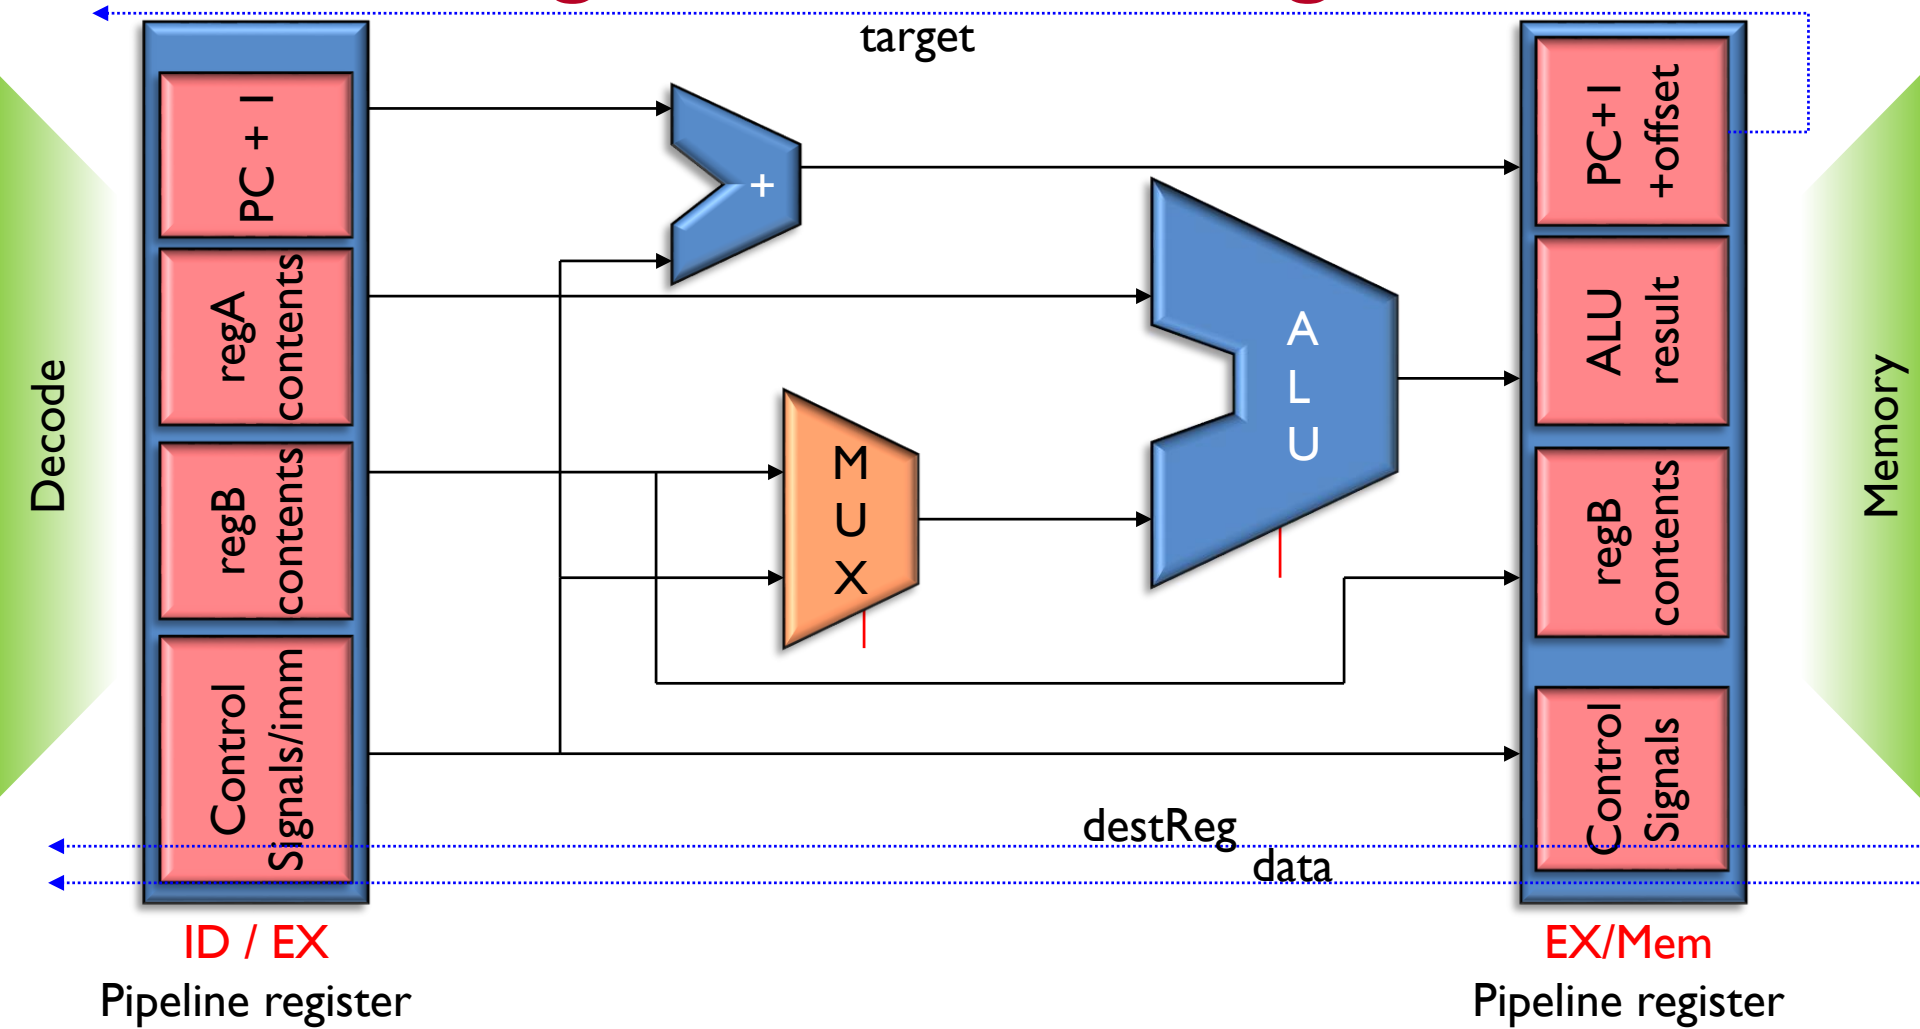 target
Decode
PC + 1
regA
contents
regB
contents
Control
Signals/imm
+
M
U
X
A
L
U
PC+1
+offset
ALU
result
regB
contents
Control
Signals
Memory
destReg
data
ID / EX
Pipeline register
EX/Mem
Pipeline register